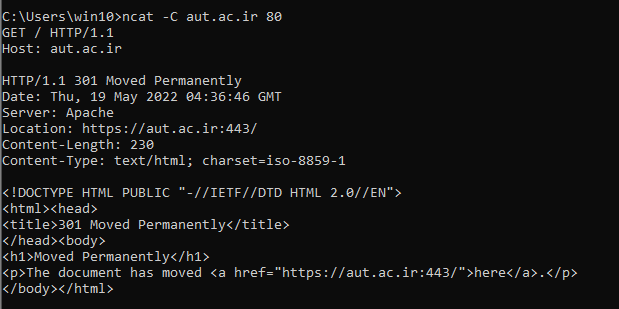 C:\Users\win10>ncat -C aut.ac.ir 80
GET / HTTP/1.1
Host: aut.ac.ir

HTTP/1.1 301 Moved Permanently
Date: Thu, 19 May 2022 04:36:46 GMT
Server: Apache
Location: https://aut.ac.ir:443/
Content-Length: 230
Content-Type: text/html; charset=iso-8859-1

<!DOCTYPE HTML PUBLIC "-//IETF//DTD HTML 2.0//EN">
<html><head>
<title>301 Moved Permanently</title>
</head><body>
<h1>Moved Permanently</h1>
<p>The document has moved <a href="https://aut.ac.ir:443/">here</a>.</p>
</body></html>